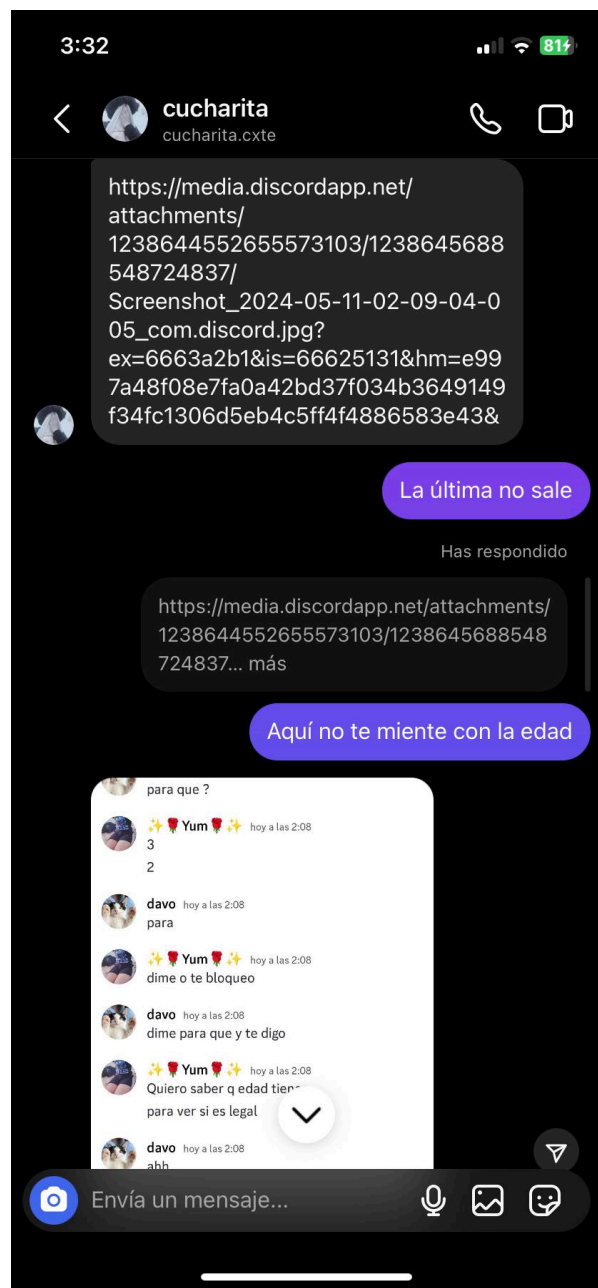 3:32
81
cucharita
cucharita.cxte
https://media.discordapp.net/
attachments/
1238644552655573103/1238645688
548724837/
Screenshot_2024-05-11-02-09-04-0
05_com.discord.jpg?
ex=6663a2b1&is=66625131&hm=e99
7a48f08e7fa0a42bd37f034b3649149
f34fc1306d5eb4c5ff4f4886583e43&
La última no sale
Has respondido
https://media.discordapp.net/attachments/
1238644552655573103/1238645688548
724837... más
Aquí no te miente con la edad
para que ?
✨🌹Yum🌹✨ hoy a las 2:08
3
2
davo hoy a las 2:08
para
✨🌹Yum🌹✨ hoy a las 2:08
dime o te bloqueo
davo hoy a las 2:08
dime para que y te digo
✨🌹Yum🌹✨ hoy a las 2:08
Quiero saber q edad
para ver si es legal
davo hoy a las 2:08
ahh
Envía un mensaje...